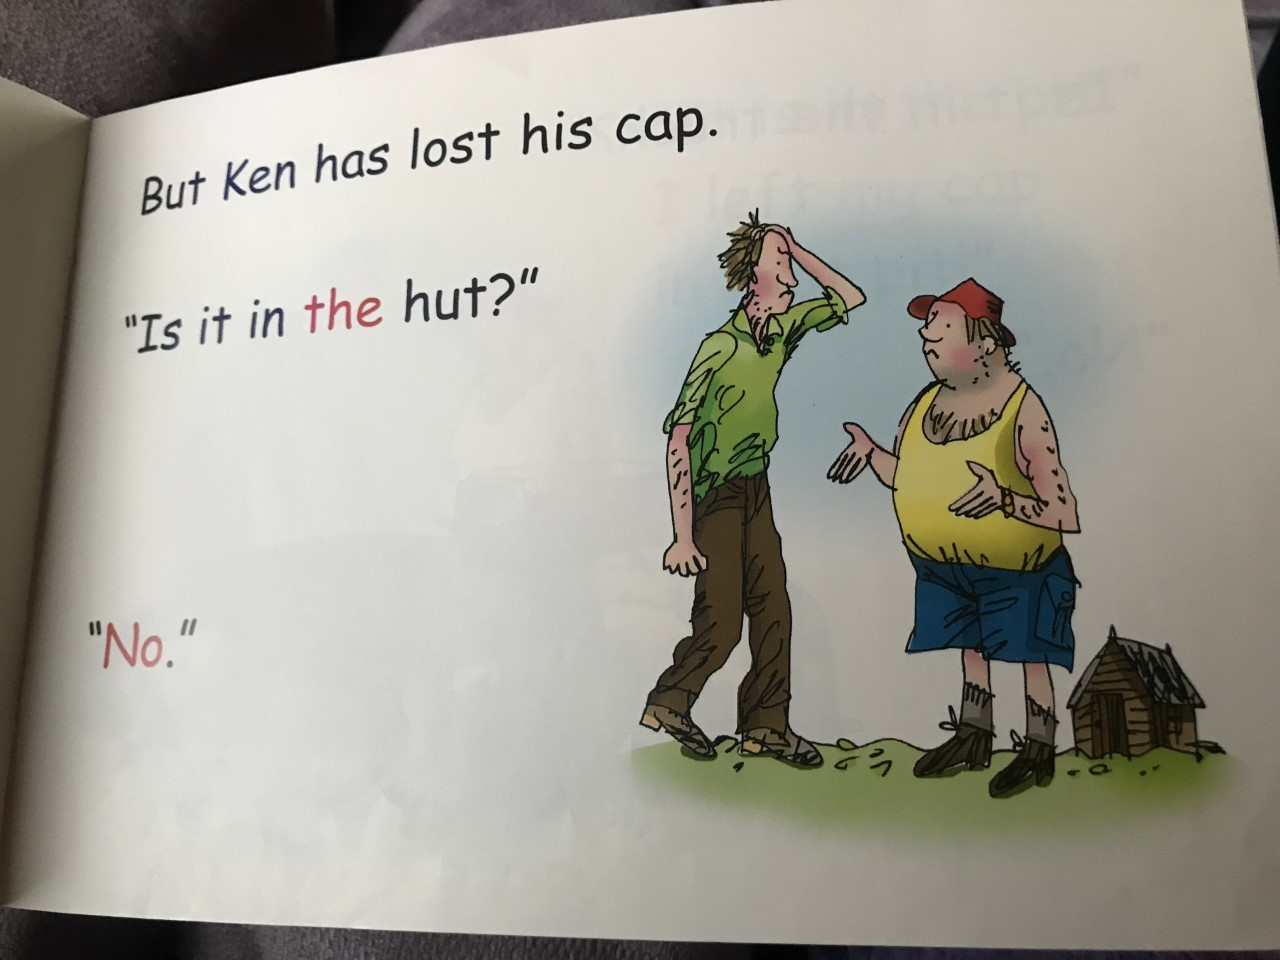 But Ken has lost his cap.
"Is it in the hut?"
"No."